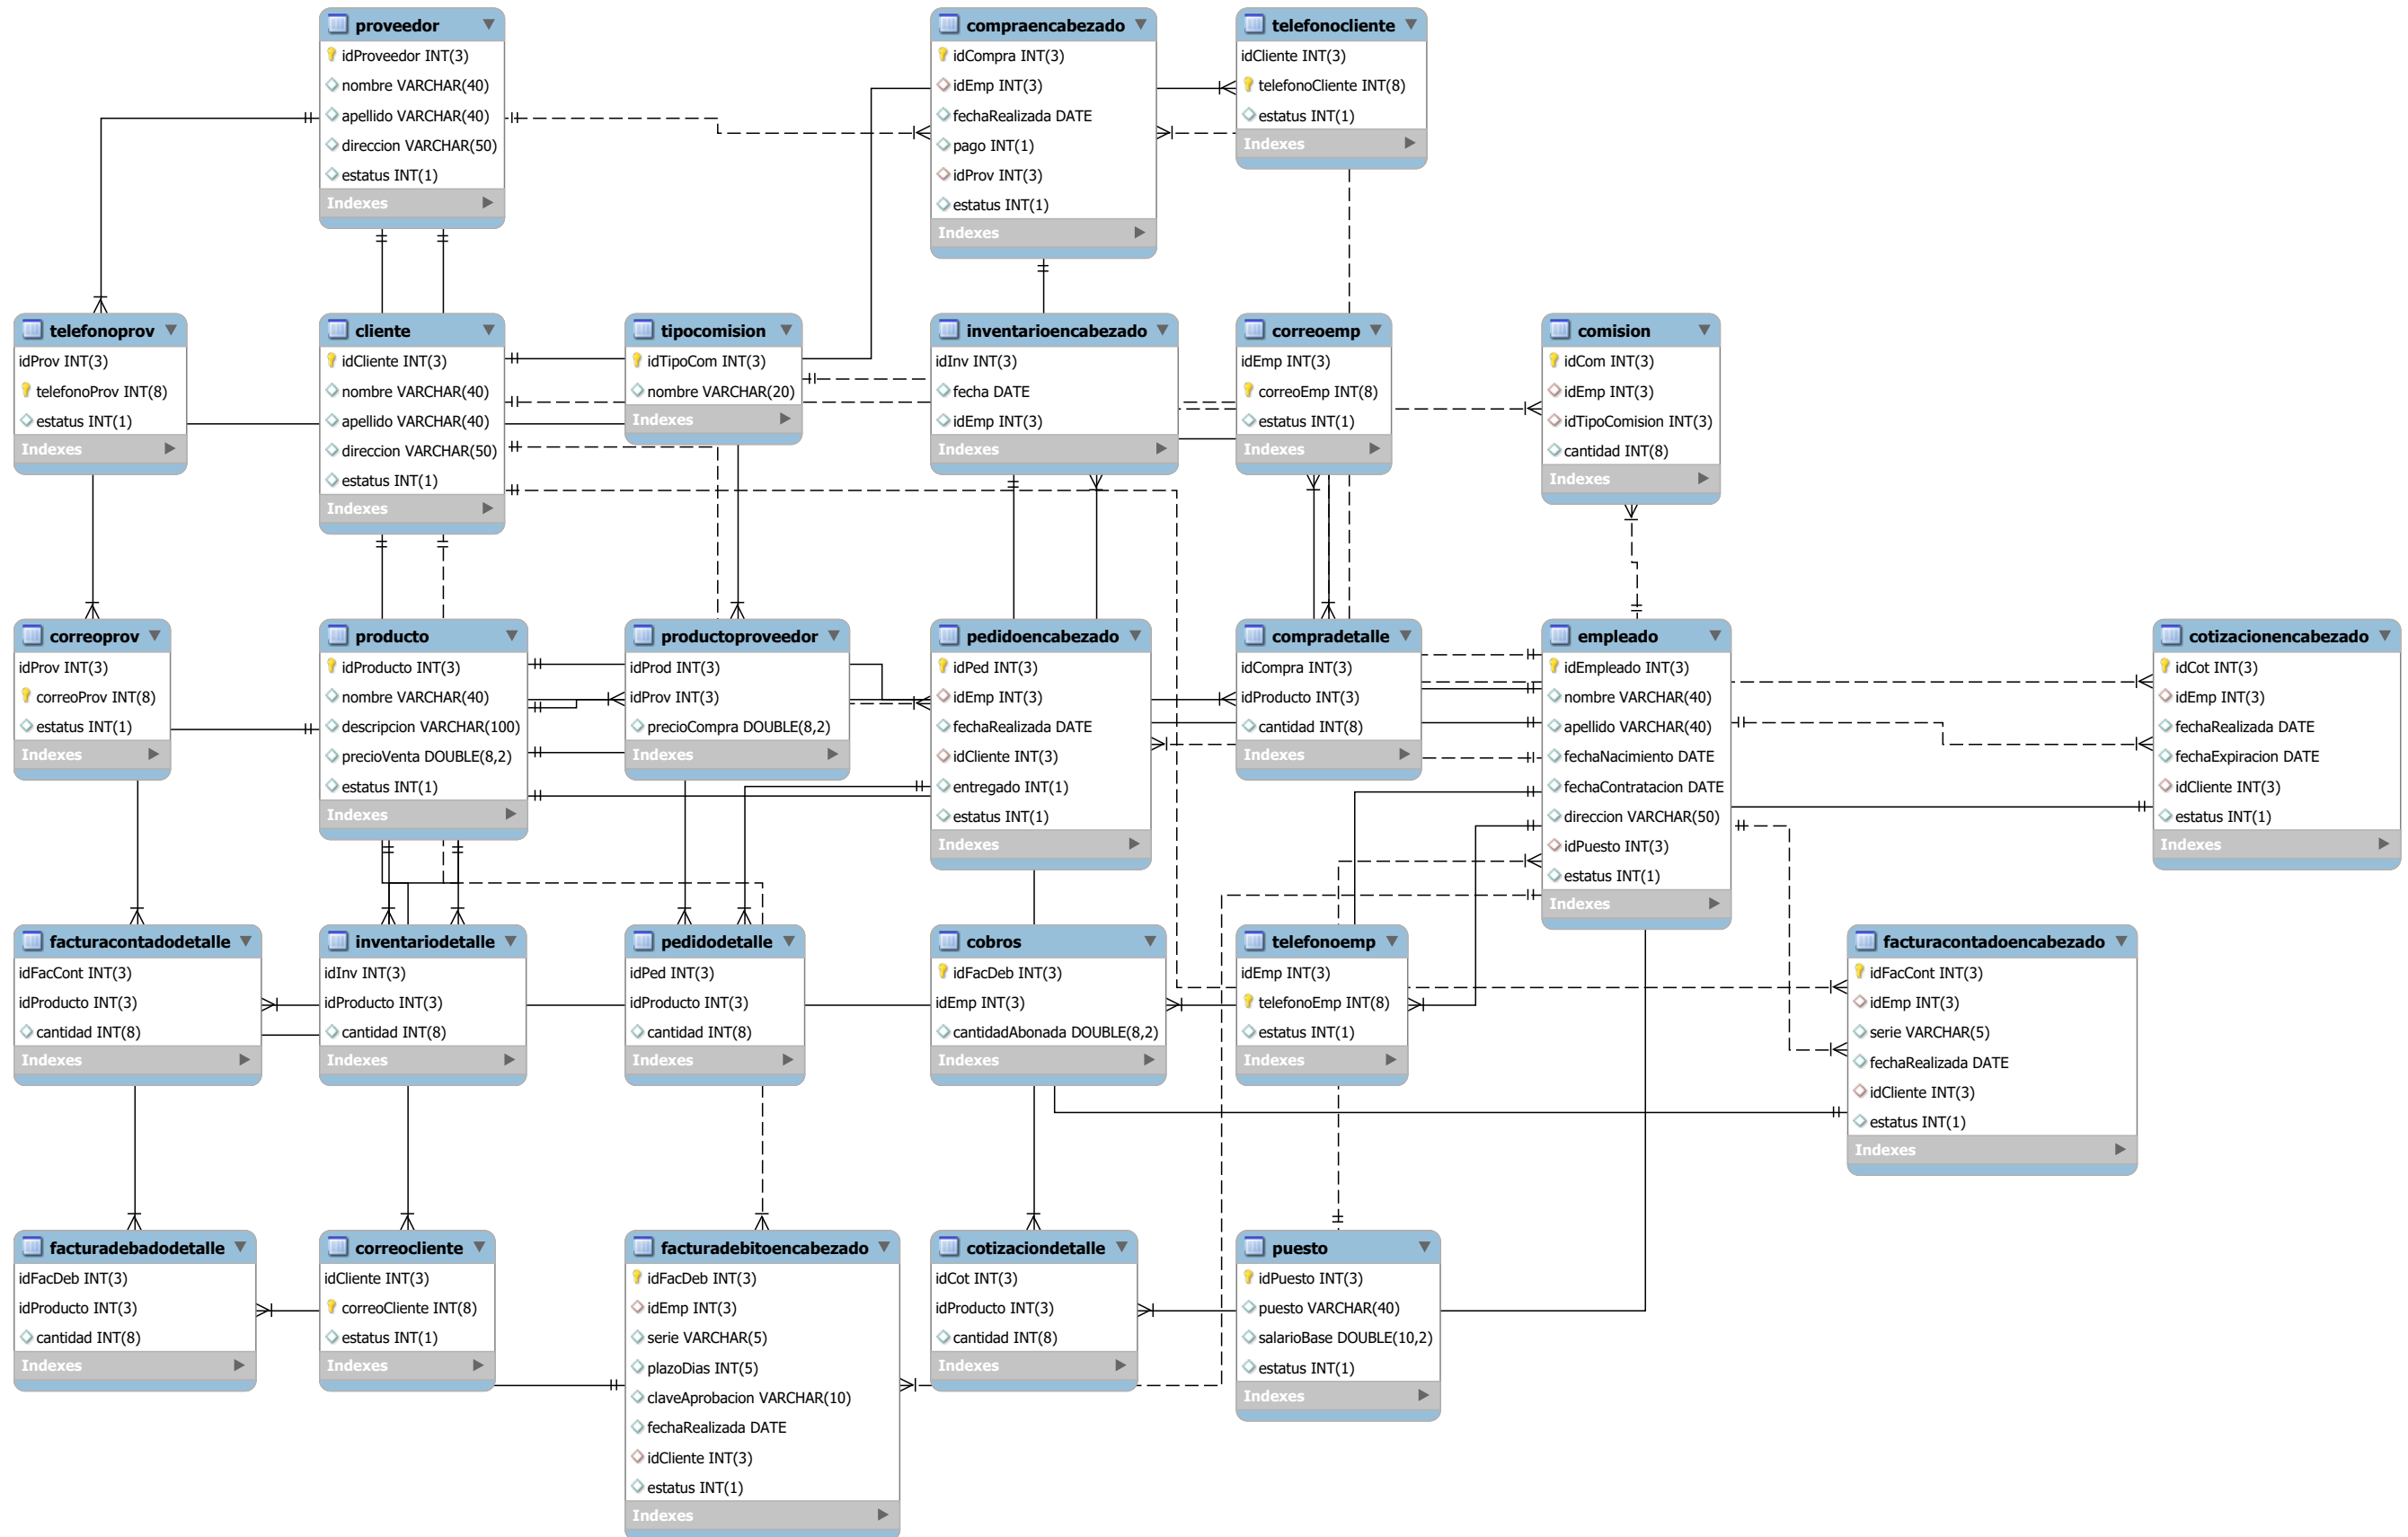 proveedor
idProveedor INT(3)
nombre VARCHAR(40)
apellido VARCHAR(40)
direccion VARCHAR(50)
estatus INT(1)
Indexes
compraencabezado
idCompra INT(3)
idEmp INT(3)
fechaRealizada DATE
pago INT(1)
idProv INT(3)
estatus INT(1)
Indexes
telefonocliente
idCliente INT(3)
telefonoCliente INT(8)
estatus INT(1)
Indexes
telefonoprov
idProv INT(3)
telefonoProv INT(8)
estatus INT(1)
Indexes
cliente
idCliente INT(3)
nombre VARCHAR(40)
apellido VARCHAR(40)
direccion VARCHAR(50)
estatus INT(1)
Indexes
tipocomision
idTipoCom INT(3)
nombre VARCHAR(20)
Indexes
inventarioencabezado
idInv INT(3)
fecha DATE
idEmp INT(3)
Indexes
correoemp
idEmp INT(3)
correoEmp INT(8)
estatus INT(1)
Indexes
comision
idCom INT(3)
idEmp INT(3)
idTipoComision INT(3)
cantidad INT(8)
Indexes
correoprov
idProv INT(3)
correoProv INT(8)
estatus INT(1)
Indexes
producto
idProducto INT(3)
nombre VARCHAR(40)
descripcion VARCHAR(100)
precioVenta DOUBLE(8,2)
estatus INT(1)
Indexes
productoproveedor
idProd INT(3)
idProv INT(3)
precioCompra DOUBLE(8,2)
Indexes
pedidoencabezado
idPed INT(3)
idEmp INT(3)
fechaRealizada DATE
idCliente INT(3)
entregado INT(1)
estatus INT(1)
Indexes
compradetalle
idCompra INT(3)
idProducto INT(3)
cantidad INT(8)
Indexes
empleado
idEmpleado INT(3)
nombre VARCHAR(40)
apellido VARCHAR(40)
fechaNacimiento DATE
fechaContratacion DATE
direccion VARCHAR(50)
idPuesto INT(3)
estatus INT(1)
Indexes
cotizacionencabezado
idCot INT(3)
idEmp INT(3)
fechaRealizada DATE
fechaExpiracion DATE
idCliente INT(3)
estatus INT(1)
Indexes
facturacontadodetalle
idFacCont INT(3)
idProducto INT(3)
cantidad INT(8)
Indexes
inventariodetalle
idInv INT(3)
idProducto INT(3)
cantidad INT(8)
Indexes
pedidodetalle
idPed INT(3)
idProducto INT(3)
cantidad INT(8)
Indexes
cobros
idFacDeb INT(3)
idEmp INT(3)
cantidadAbonada DOUBLE(8,2)
Indexes
telefonoemp
idEmp INT(3)
telefonoEmp INT(8)
estatus INT(1)
Indexes
facturacontadoencabezado
idFacCont INT(3)
idEmp INT(3)
serie VARCHAR(5)
fechaRealizada DATE
idCliente INT(3)
estatus INT(1)
Indexes
facturadebadodetalle
idFacDeb INT(3)
idProducto INT(3)
cantidad INT(8)
Indexes
correocliente
idCliente INT(3)
correoCliente INT(8)
estatus INT(1)
Indexes
facturadebitoencabezado
idFacDeb INT(3)
idEmp INT(3)
serie VARCHAR(5)
plazoDias INT(5)
claveAprobacion VARCHAR(10)
fechaRealizada DATE
idCliente INT(3)
estatus INT(1)
Indexes
cotizaciondetalle
idCot INT(3)
idProducto INT(3)
cantidad INT(8)
Indexes
puesto
idPuesto INT(3)
puesto VARCHAR(40)
salarioBase DOUBLE(10,2)
estatus INT(1)
Indexes